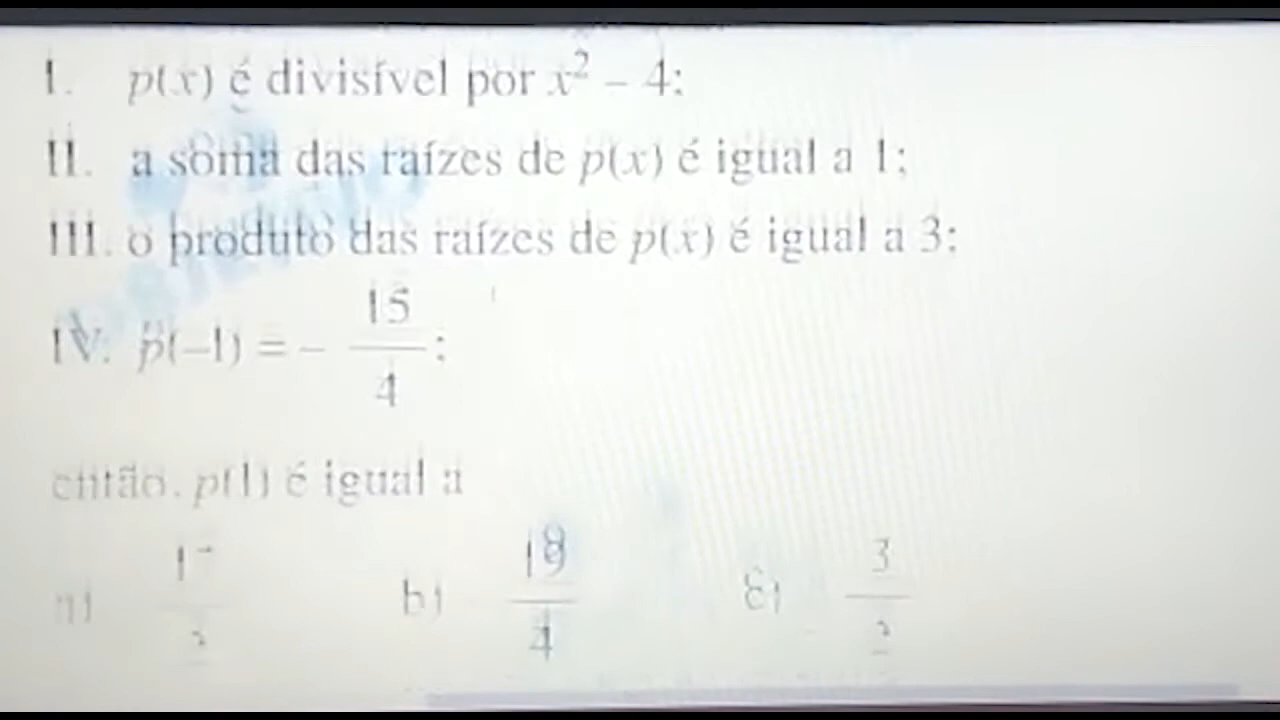 I. p(x) é divisível por x² – 4;
II. a soma das raízes de p(x) é igual a 1;
III. o produto das raízes de p(x) é igual a 3;
IV. p(–1) = – 15/4;
então, p(1) é igual a
b) 19/4 3/2